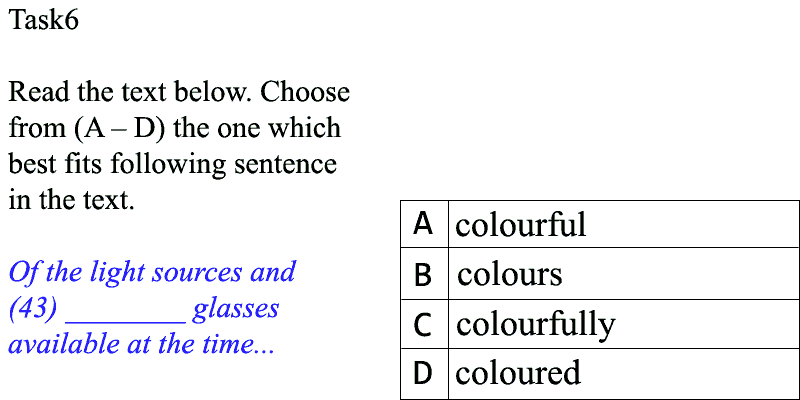 Task6
Read the text below. Choose
from (A – D) the one which
best fits following sentence
in the text.
Of the light sources and
(43) ________ glasses
available at the time...
A colourful
B colours
C colourfully
D coloured